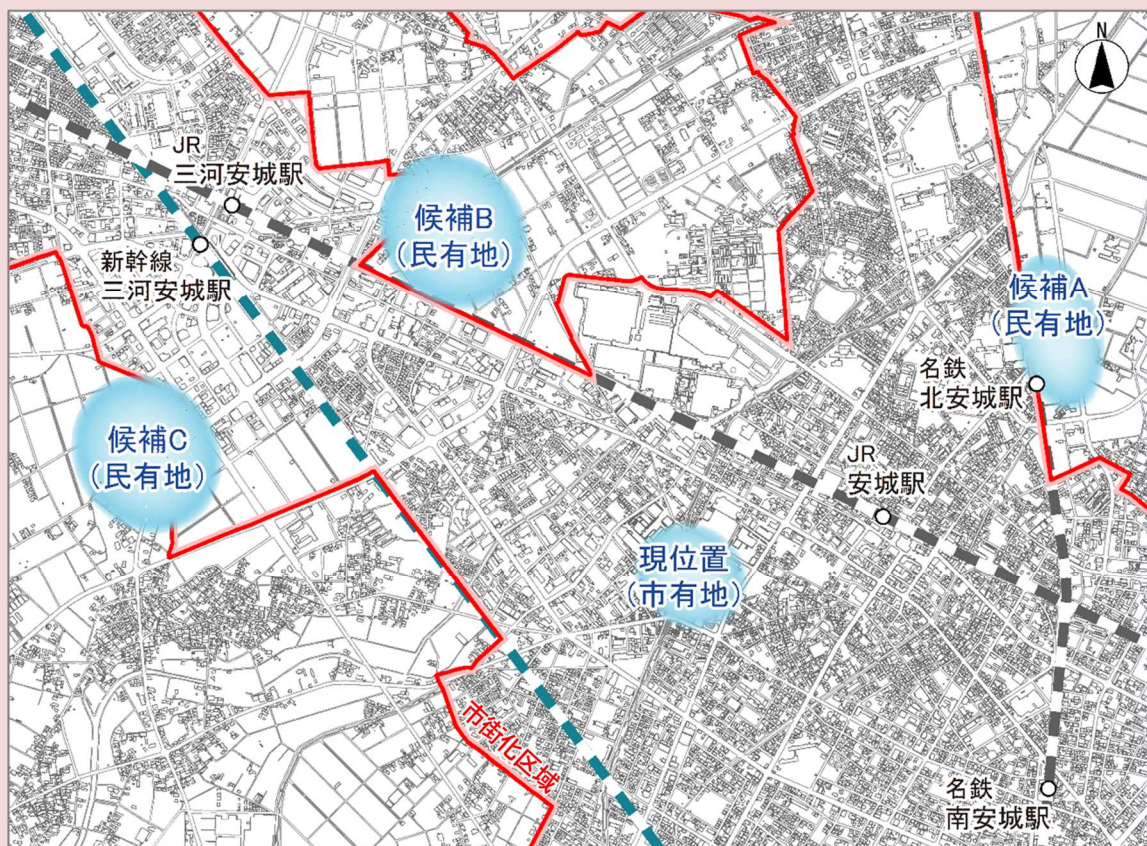 N
JR
三河安城駅
新幹線
三河安城駅
候補B
(民有地)
候補A
(民有地)
名鉄
北安城駅
候補C
(民有地)
JR
安城駅
現位置
(市有地)
市街化区域
名鉄
南安城駅